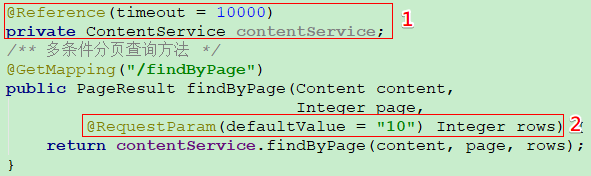 @Reference(timeout = 10000) 1
private ContentService contentService;
/** 多条件分页查询方法 */
@GetMapping("/findByPage")
public PageResult findByPage(Content content,
Integer page,
@RequestParam(defaultValue = "10") Integer rows) 2
return contentService.findByPage(content, page, rows);
}